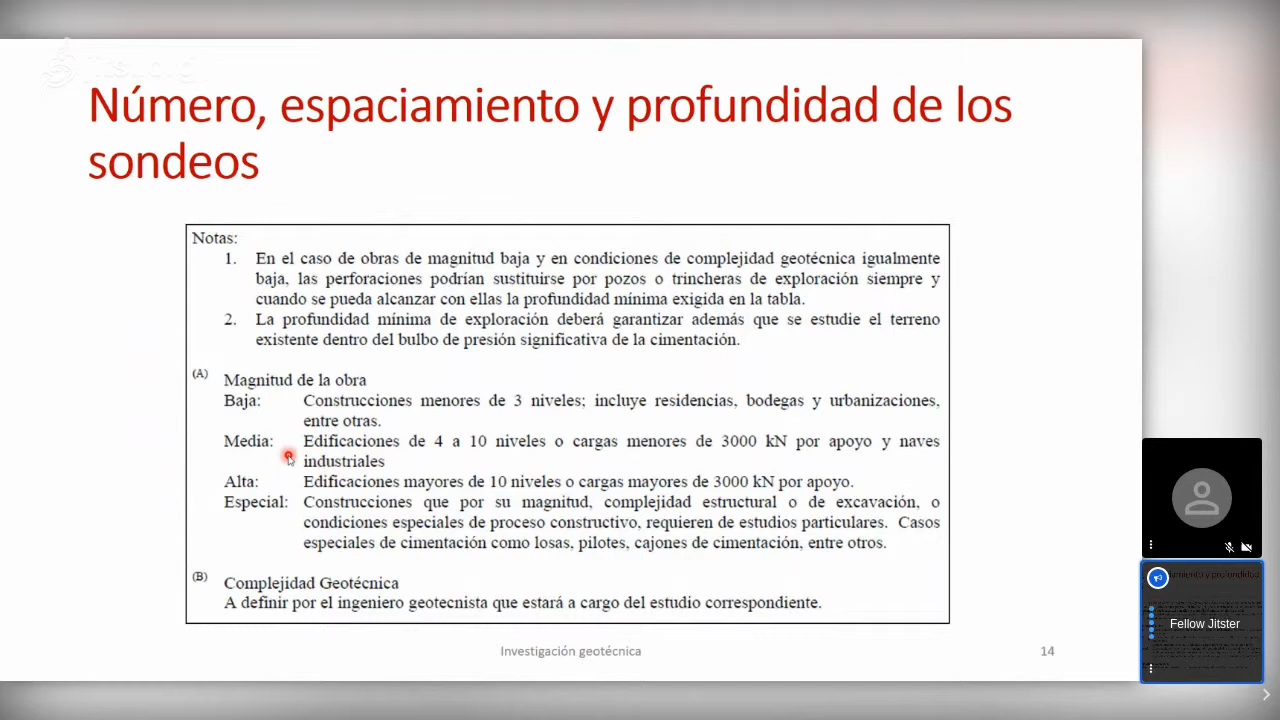 Número, espaciamiento y profundidad de los
sondeos
Notas:
1. En el caso de obras de magnitud baja y en condiciones de complejidad geotécnica igualmente
baja, las perforaciones podrían sustituirse por pozos o trincheras de exploración siempre y
cuando se pueda alcanzar con ellas la profundidad mínima exigida en la tabla.
2. La profundidad mínima de exploración deberá garantizar además que se estudie el terreno
existente dentro del bulbo de presión significativa de la cimentación.
(A) Magnitud de la obra
Baja: Construcciones menores de 3 niveles; incluye residencias, bodegas y urbanizaciones,
entre otras.
Media: Edificaciones de 4 a 10 niveles o cargas menores de 3000 kN por apoyo y naves
industriales
Alta: Edificaciones mayores de 10 niveles o cargas mayores de 3000 kN por apoyo.
Especial: Construcciones que por su magnitud, complejidad estructural o de excavación, o
condiciones especiales de proceso constructivo, requieren de estudios particulares. Casos
especiales de cimentación como losas, pilotes, cajones de cimentación, entre otros.
(B) Complejidad Geotécnica
A definir por el ingeniero geotecnista que estará a cargo del estudio correspondiente.
Investigación geotécnica
14
Fellow Jitster